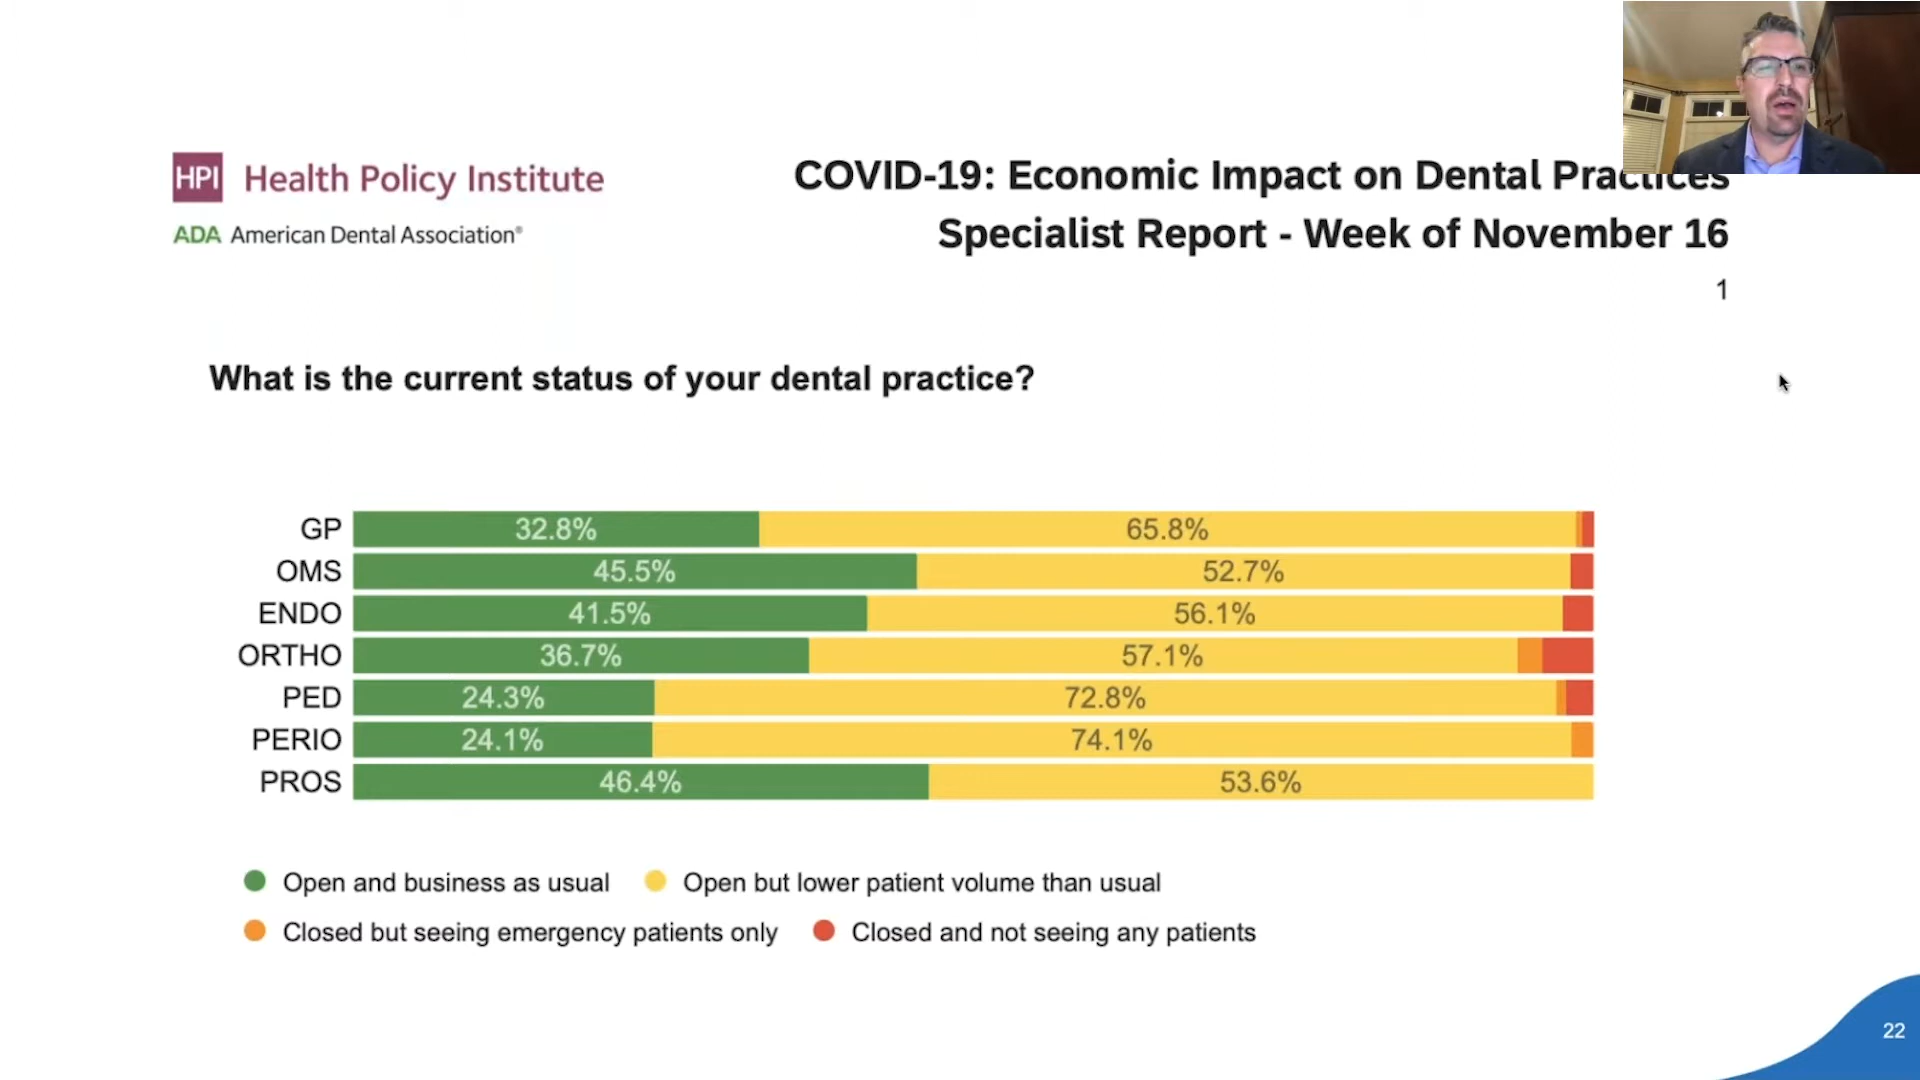 HPI Health Policy Institute
ADA American Dental Association®
COVID-19: Economic Impact on Dental Practices
Specialist Report - Week of November 16
1
What is the current status of your dental practice?
GP 32.8% 65.8%
OMS 45.5% 52.7%
ENDO 41.5% 56.1%
ORTHO 36.7% 57.1%
PED 24.3% 72.8%
PERIO 24.1% 74.1%
PROS 46.4% 53.6%
Open and business as usual Open but lower patient volume than usual
Closed but seeing emergency patients only Closed and not seeing any patients
22